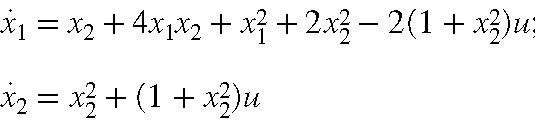 ẋ₁ = x₂ + 4x₁x₂ + x₁² + 2x₂² − 2(1 + x₂²)u;
ẋ₂ = x₂² + (1 + x₂²)u